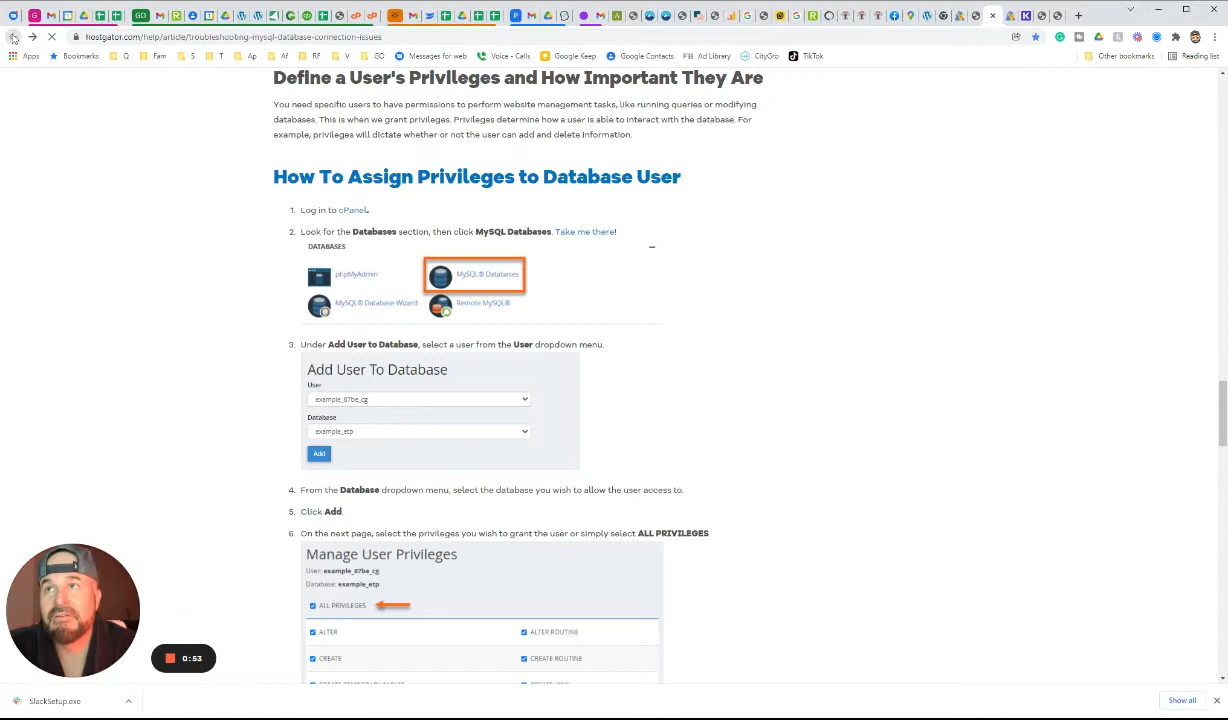 GO
RF
hostgator.com/help/article/troubleshooting-mysql-database-connection-issues
Apps
Bookmarks
Q
Fam
S
T
Ap
Af
RF
V
GO
Messages for web
Voice - Calls
Google Keep
Google Contacts
Ad Library
CityGro
TikTok
Other bookmarks
Reading list
Define a User's Privileges and How Important They Are
You need specific users to have permissions to perform website management tasks, like running queries or modifying
databases. This is when we grant privileges. Privileges determine how a user is able to interact with the database. For
example, privileges will dictate whether or not the user can add and delete information.
How To Assign Privileges to Database User
1. Log in to cPanel.
2. Look for the Databases section, then click MySQL Databases. Take me there!
DATABASES
phpMyAdmin
MySQL® Databases
MySQL® Database Wizard
Remote MySQL®
3. Under Add User to Database, select a user from the User dropdown menu.
Add User To Database
User
example_87be_cg
Database
example_etp
Add
4. From the Database dropdown menu, select the database you wish to allow the user access to.
5. Click Add.
6. On the next page, select the privileges you wish to grant the user or simply select ALL PRIVILEGES
Manage User Privileges
User: example_67be_cg
Database: example_etp
ALL PRIVILEGES
ALTER
ALTER ROUTINE
CREATE
CREATE ROUTINE
0:53
SlackSetup.exe
Show all